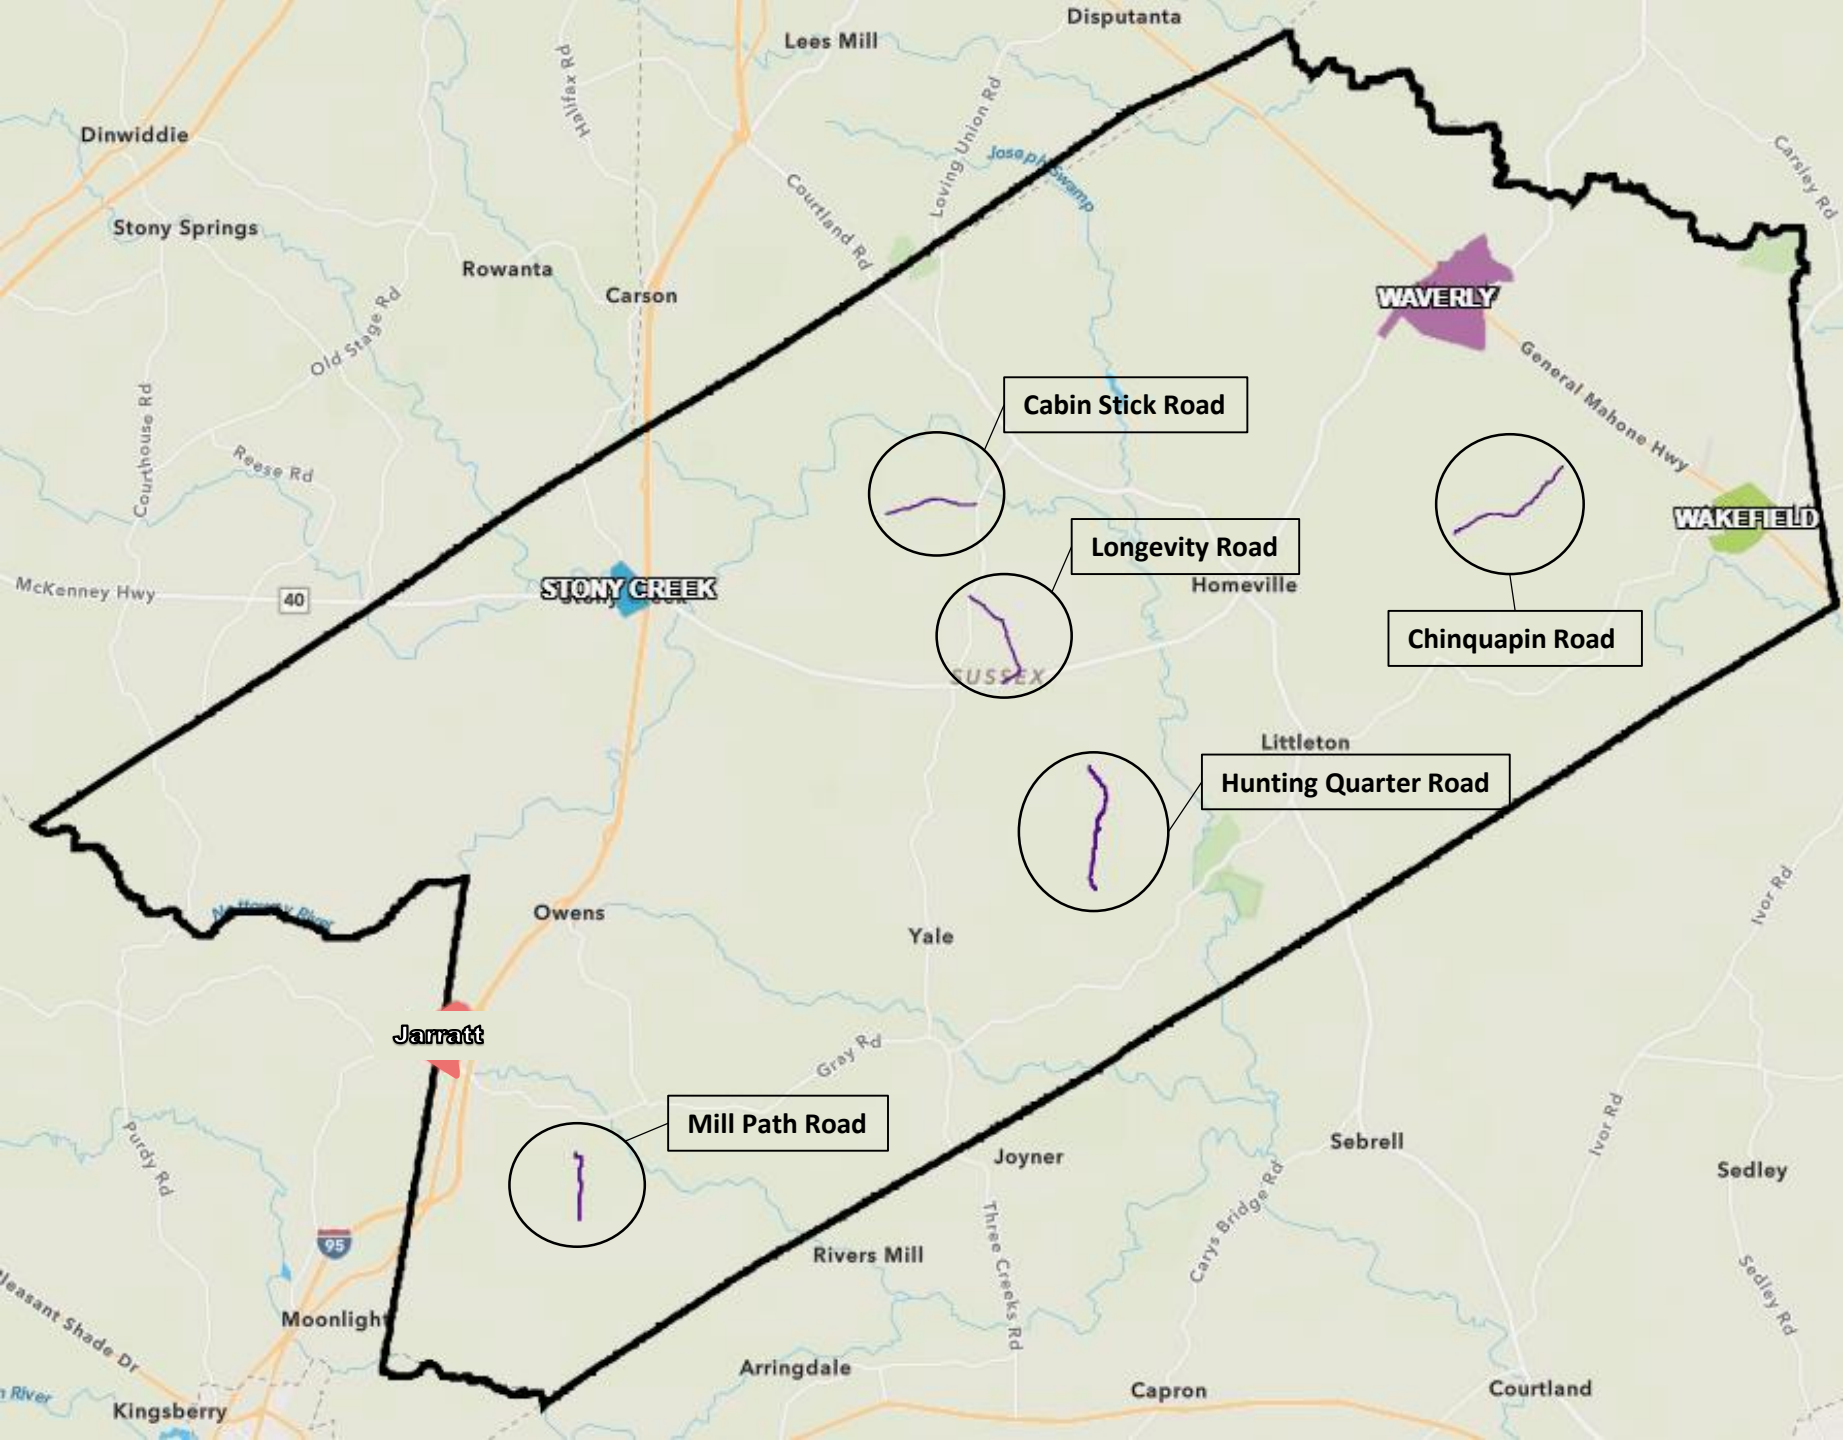 Disputanta
Lees Mill
Halifax Rd
Loving Union Rd
Dinwiddie
Joseph Swamp
Carsley Rd
Courtland Rd
Stony Springs
Rowanta
Carson
WAVERLY
Old Stage Rd
General Mahone Hwy
Cabin Stick Road
Courthouse Rd
Reese Rd
WAKEFIELD
Longevity Road
McKenney Hwy
40
STONY CREEK
Homeville
Chinquapin Road
SUSSEX
Littleton
Hunting Quarter Road
Ivor Rd
Nottoway River
Owens
Yale
Jarratt
Gray Rd
Mill Path Road
Purdy Rd
Ivor Rd
Joyner
Sebrell
Sedley
Carys Bridge Rd
Three Creeks Rd
95
Rivers Mill
Sedley Rd
leasant Shade Dr
Moonlight
Arringdale
Capron
Courtland
River
Kingsberry